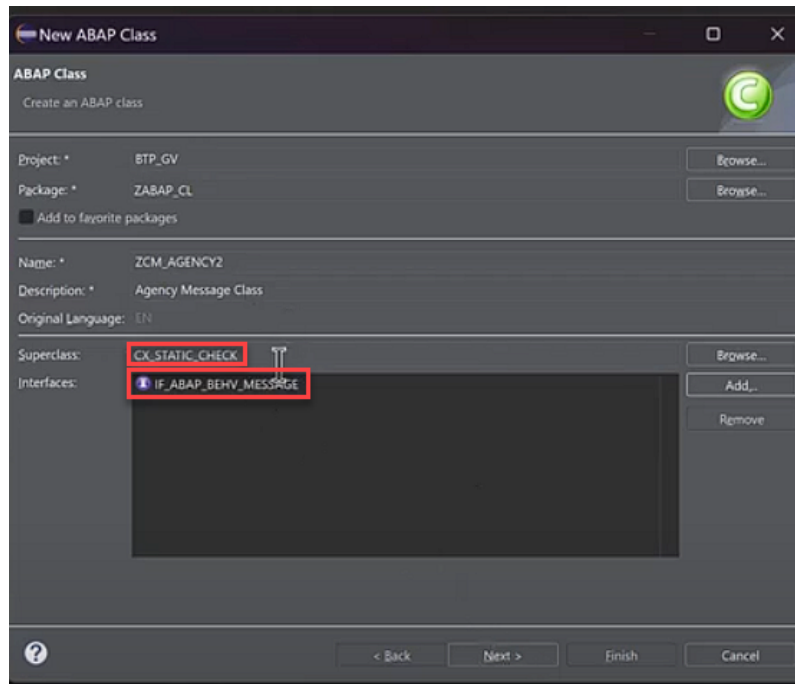 New ABAP Class
ABAP Class
Create an ABAP class
C
Project: * BTP_GV Browse...
Package: * ZABAP_CL Browse...
Add to favorite packages
Name: * ZCM_AGENCY2
Description: * Agency Message Class
Original Language: EN
Superclass: CX_STATIC_CHECK Browse...
Interfaces: IF_ABAP_BEHV_MESSAGE Add...
Remove
? < Back Next > Finish Cancel